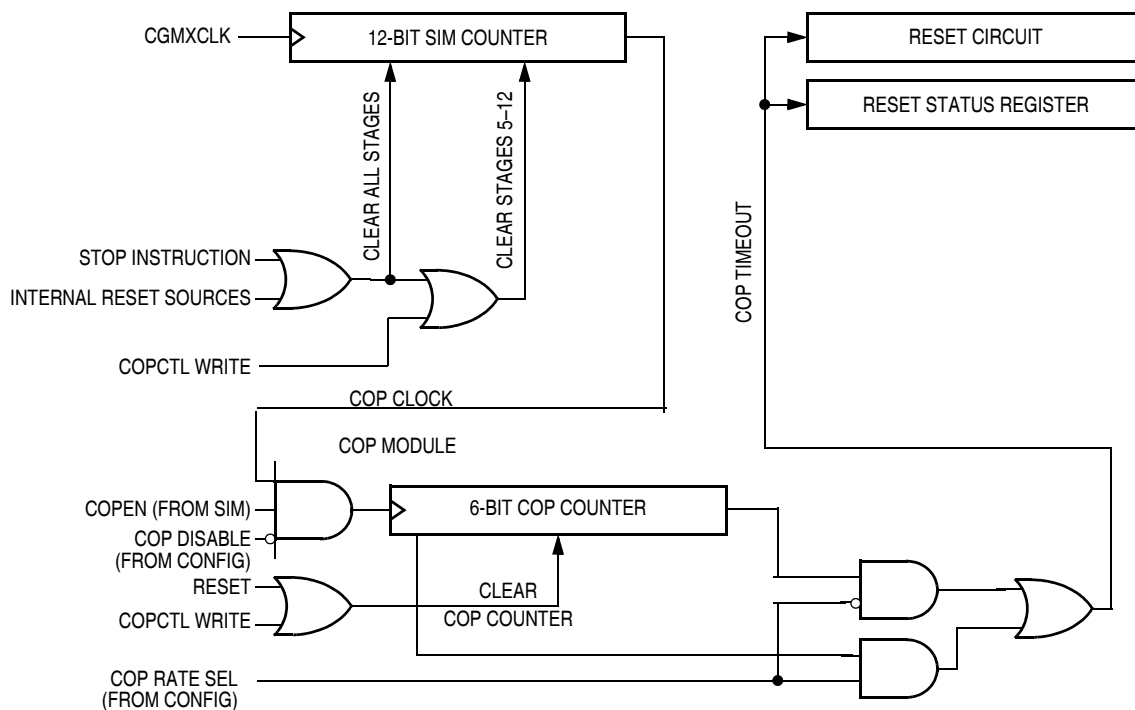 CGMXCLK
12-BIT SIM COUNTER
RESET CIRCUIT
RESET STATUS REGISTER
CLEAR ALL STAGES
CLEAR STAGES 5–12
COP TIMEOUT
STOP INSTRUCTION
INTERNAL RESET SOURCES
COPCTL WRITE
COP CLOCK
COP MODULE
COPEN (FROM SIM)
6-BIT COP COUNTER
COP DISABLE
(FROM CONFIG)
RESET
COPCTL WRITE
CLEAR
COP COUNTER
COP RATE SEL
(FROM CONFIG)